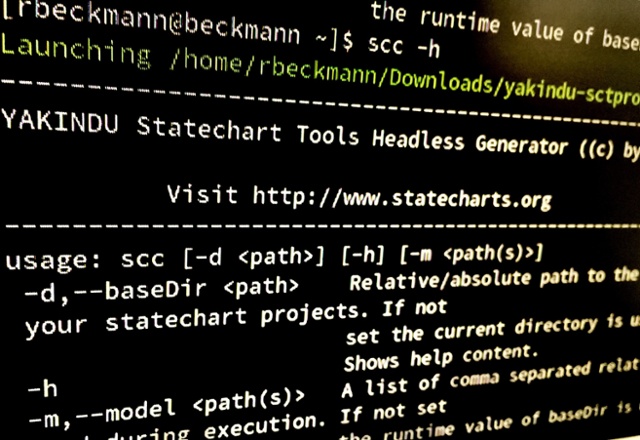 the runtime value of base
[rbeckmann@beckmann ~]$ scc -h
Launching /home/rbeckmann/Downloads/yakindu-sctpro
------------------------------------------------
YAKINDU Statechart Tools Headless Generator ((c) by
Visit http://www.statecharts.org
------------------------------------------------
usage: scc [-d <path>] [-h] [-m <path(s)>]
-d,--baseDir <path> Relative/absolute path to the
your statechart projects. If not
set the current directory is u
Shows help content.
-h
A list of comma separated relat
-m,--model <path(s)>
during execution. If not set
the runtime value of baseDir is